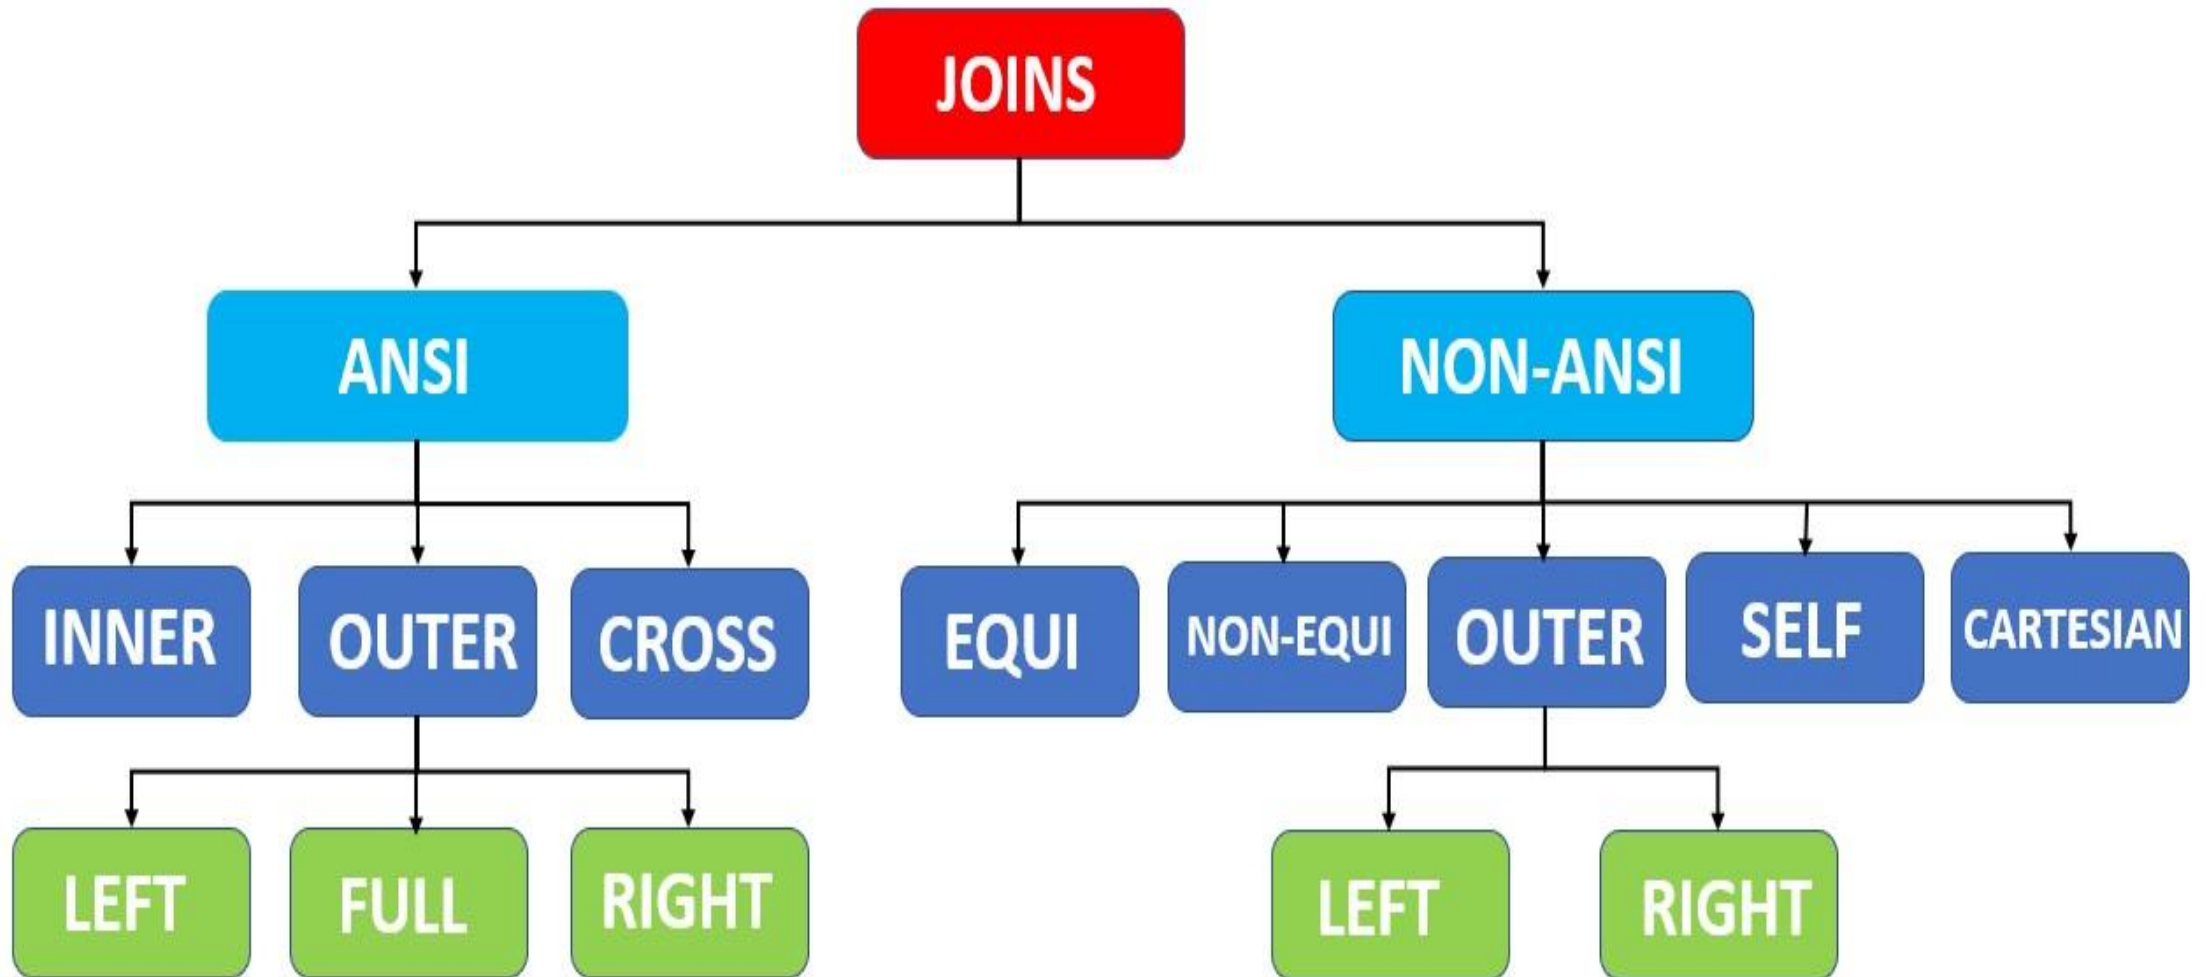 JOINS
ANSI
NON-ANSI
INNER
OUTER
CROSS
EQUI
NON-EQUI
OUTER
SELF
CARTESIAN
LEFT
FULL
RIGHT
LEFT
RIGHT